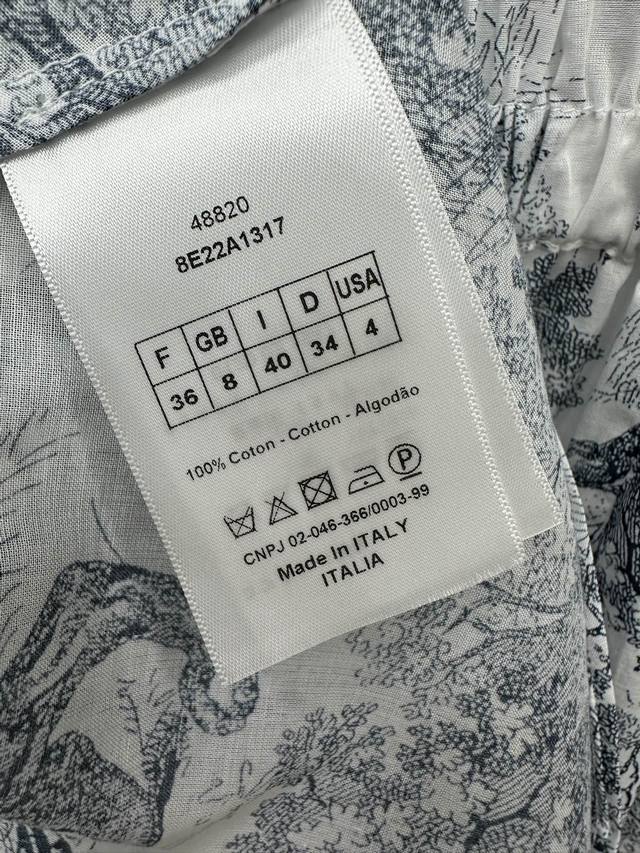 48820
8E22A1317
F GB I D USA
36 8 40 34 4
100% Coton - Cotton - Algodão
P
CNPJ 02-046-366/0003-99
Made In ITALY
ITALIA